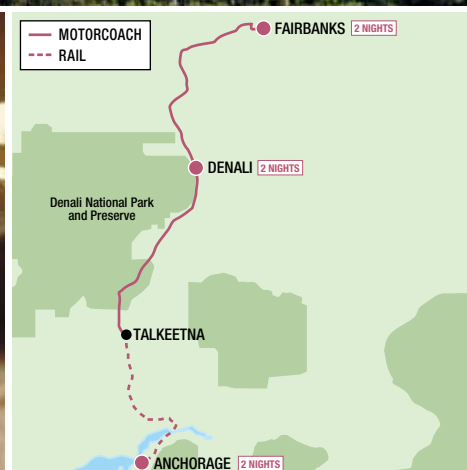 MOTORCOACH
RAIL
FAIRBANKS 2 NIGHTS
DENALI 2 NIGHTS
Denali National Park
and Preserve
TALKEETNA
ANCHORAGE 2 NIGHTS